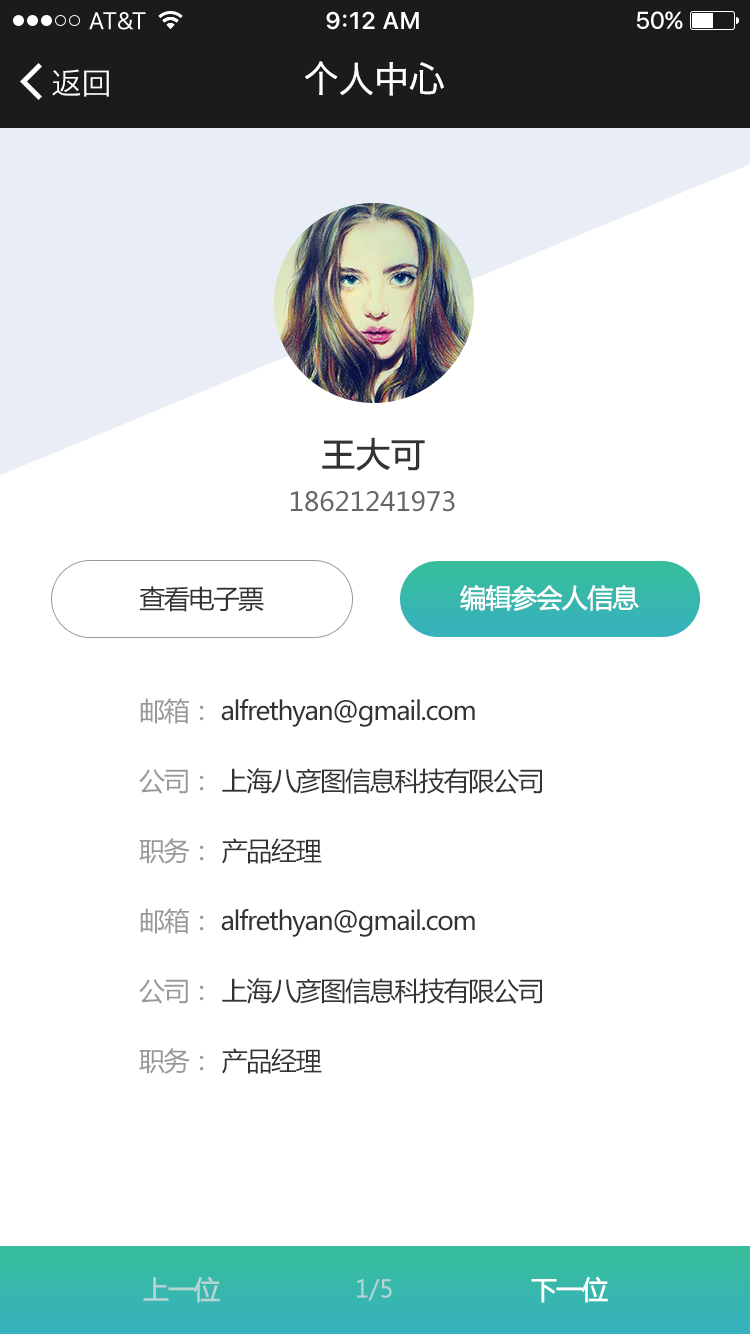 AT&T 9:12 AM 50%
返回 个人中心
王大可
18621241973
查看电子票 编辑参会人信息
邮箱： alfrethyan@gmail.com
公司： 上海八彦图信息科技有限公司
职务： 产品经理
邮箱： alfrethyan@gmail.com
公司： 上海八彦图信息科技有限公司
职务： 产品经理
上一位 1/5 下一位